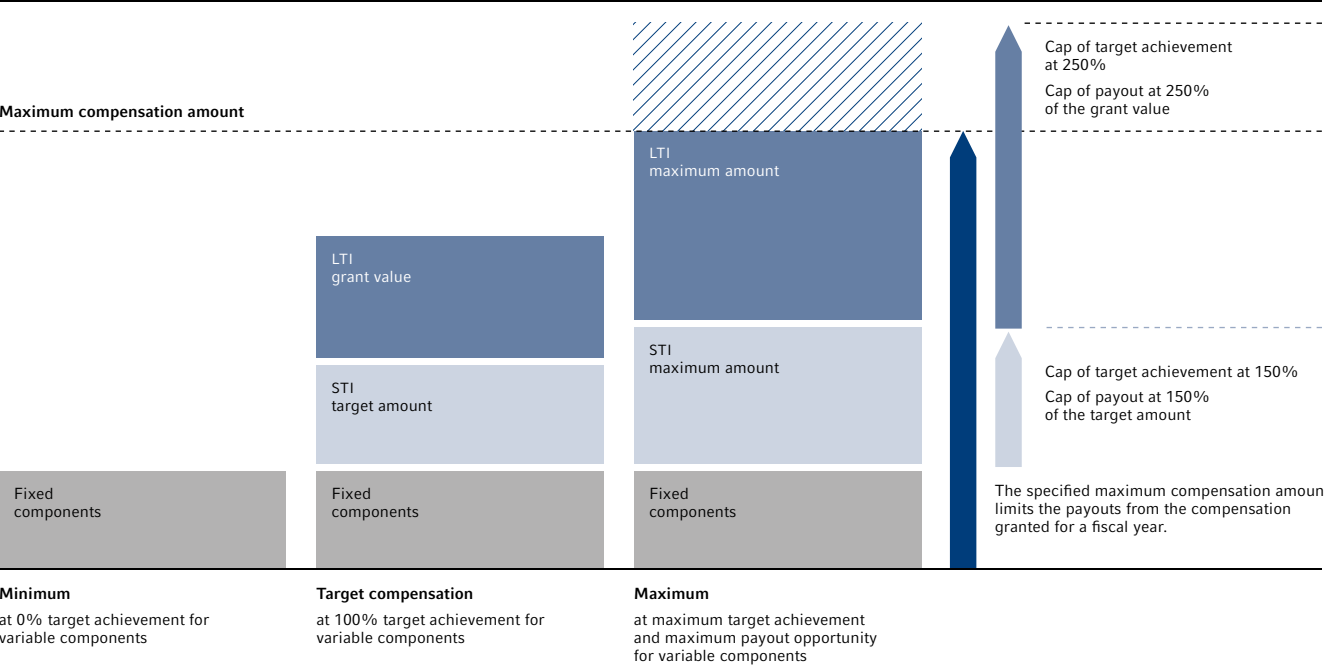 Cap of target achievement
at 250%
Cap of payout at 250%
of the grant value
Maximum compensation amount
LTI
maximum amount
LTI
grant value
STI
maximum amount
STI
target amount
Cap of target achievement at 150%
Cap of payout at 150%
of the target amount
Fixed
components
Fixed
components
Fixed
components
The specified maximum compensation amoun
limits the payouts from the compensation
granted for a fiscal year.
Minimum
at 0% target achievement for
variable components
Target compensation
at 100% target achievement for
variable components
Maximum
at maximum target achievement
and maximum payout opportunity
for variable components